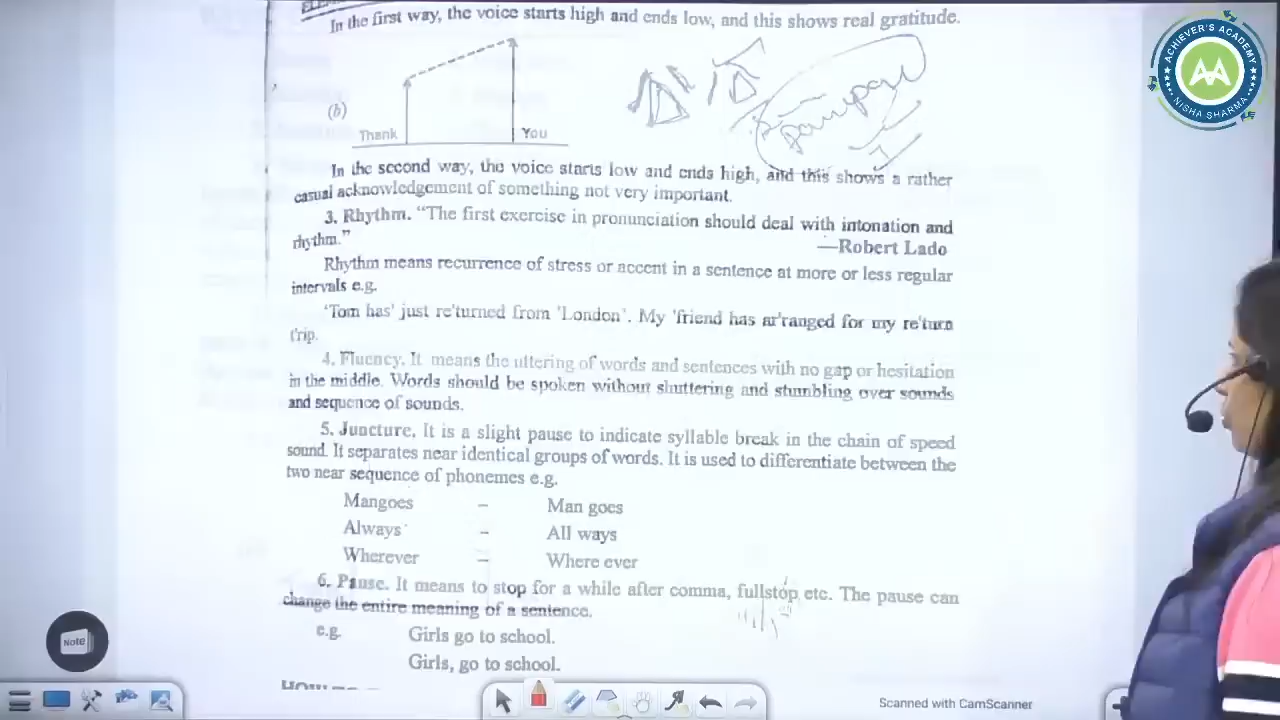 In the first way, the voice starts high and ends low, and this shows real gratitude.
(b)
Thank
You
In the second way, the voice starts low and ends high, and this shows a rather
casual acknowledgement of something not very important.
3. Rhythm. “The first exercise in pronunciation should deal with intonation and
rhythm.”
—Robert Lado
Rhythm means recurrence of stress or accent in a sentence at more or less regular
intervals e.g.
'Tom has' just re'turned from 'London'. My 'friend has ar'ranged for my re'turn
trip.
4. Fluency. It means the uttering of words and sentences with no gap or hesitation
in the middle. Words should be spoken without shuttering and stumbling over sounds
and sequence of sounds.
5. Juncture. It is a slight pause to indicate syllable break in the chain of speed
sound. It separates near identical groups of words. It is used to differentiate between the
two near sequence of phonemes e.g.
Mangoes – Man goes
Always – All ways
Wherever – Where ever
6. Pause. It means to stop for a while after comma, fullstop etc. The pause can
change the entire meaning of a sentence.
e.g. Girls go to school.
Girls, go to school.
ACHIEVER'S ACADEMY
AA
NISHA SHARMA
Note
Scanned with CamScanner